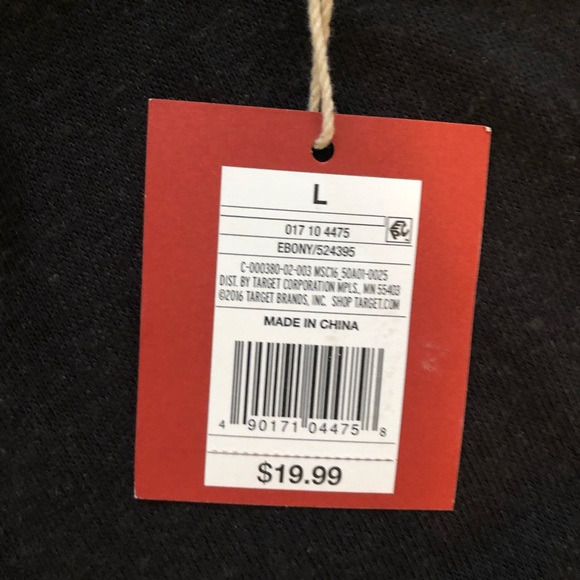 L
017 10 4475
EBONY/524395
C-000380-02-003 MSC16_50A01-0025
DIST. BY TARGET CORPORATION MPLS., MN 55403
©2016 TARGET BRANDS, INC. SHOP TARGET.COM
MADE IN CHINA
4 90171 04475 8
$19.99